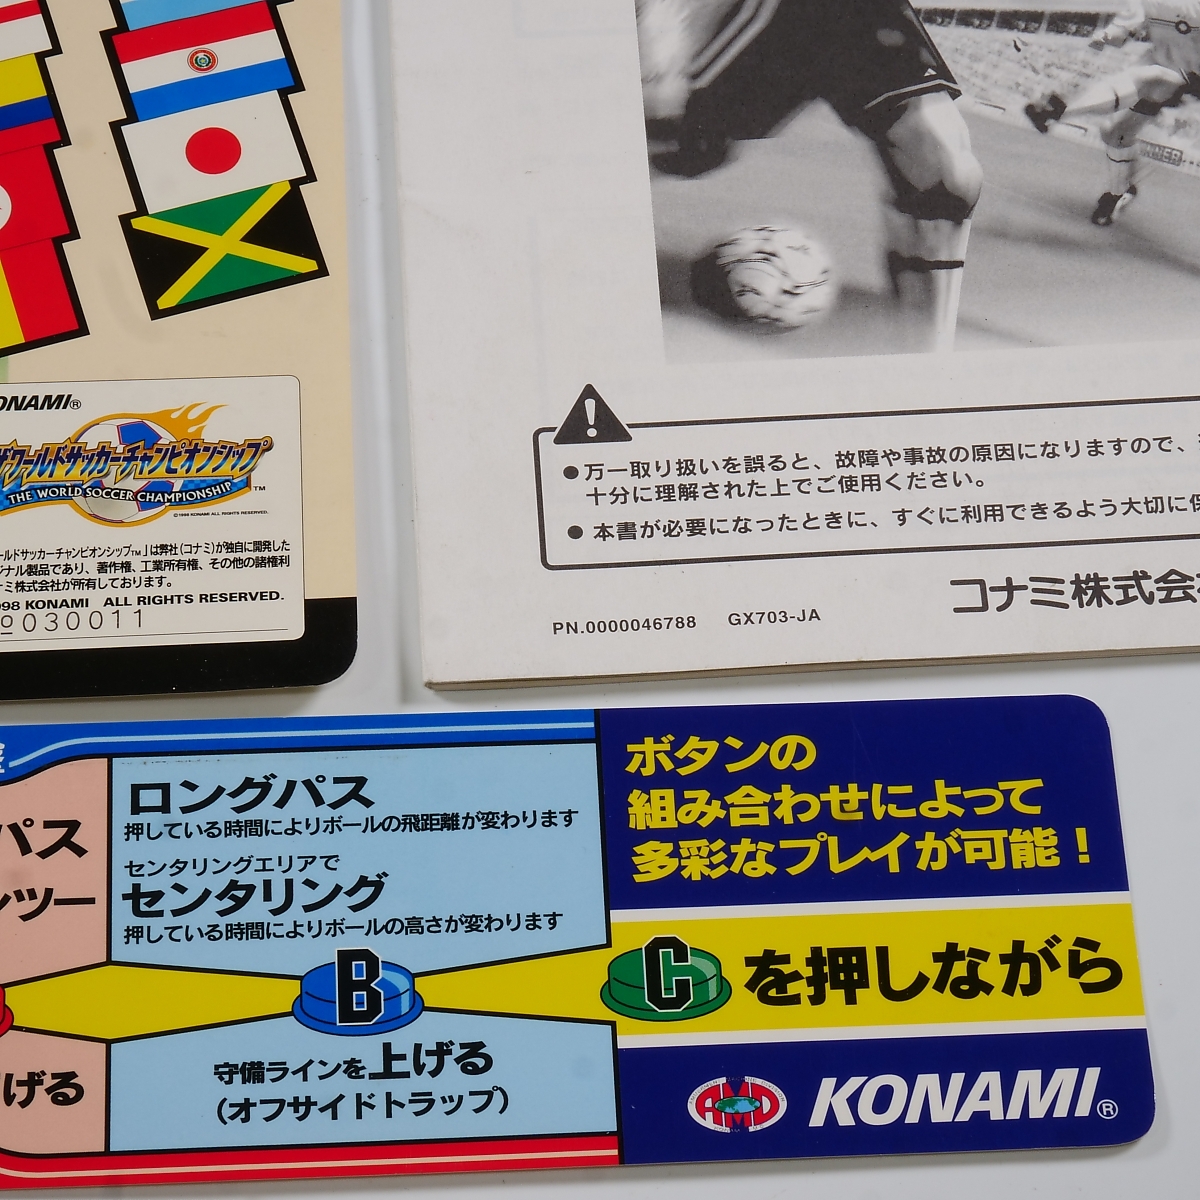 KONAMI®
ザワールドサッカーチャンピオンシップ
THE WORLD SOCCER CHAMPIONSHIP™
©1998 KONAMI ALL RIGHTS RESERVED.
ールドサッカーチャンピオンシップ™」は弊社(コナミ)が独自に開発した
ジナル製品であり、著作権、工業所有権、その他の諸権利
ナミ株式会社が所有しております。
998 KONAMI ALL RIGHTS RESERVED.
030011
●万一取り扱いを誤ると、故障や事故の原因になりますので、
十分に理解された上でご使用ください。
●本書が必要になったときに、すぐに利用できるよう大切に保
コナミ株式会社
PN.0000046788 GX703-JA
パス
ンツー
げる
ロングパス
押している時間によりボールの飛距離が変わります
センタリングエリアで
センタリング
押している時間によりボールの高さが変わります
B
守備ラインを上げる
(オフサイドトラップ)
ボタンの
組み合わせによって
多彩なプレイが可能!
C を押しながら
AMD KONAMI®